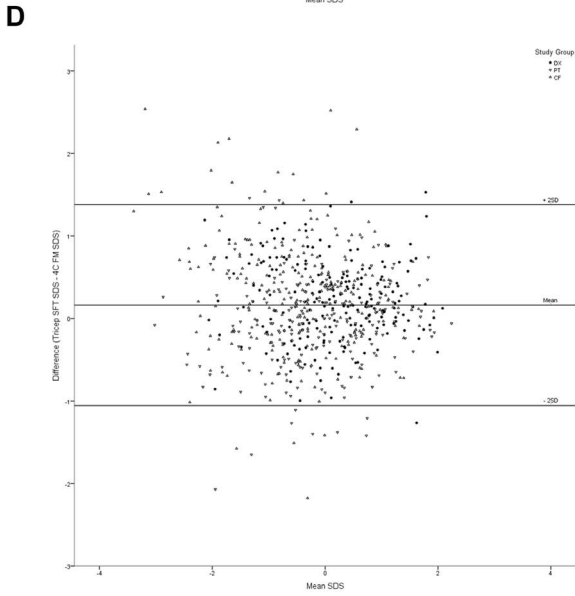 Mean SDS
D
Study Group
DX
PT
CF
3
2
+ 2SD
1
Mean
0
-1
- 2SD
-2
-3
Difference (Tricep SFT SDS - 4C FM SDS)
-4 -2 0 2 4
Mean SDS